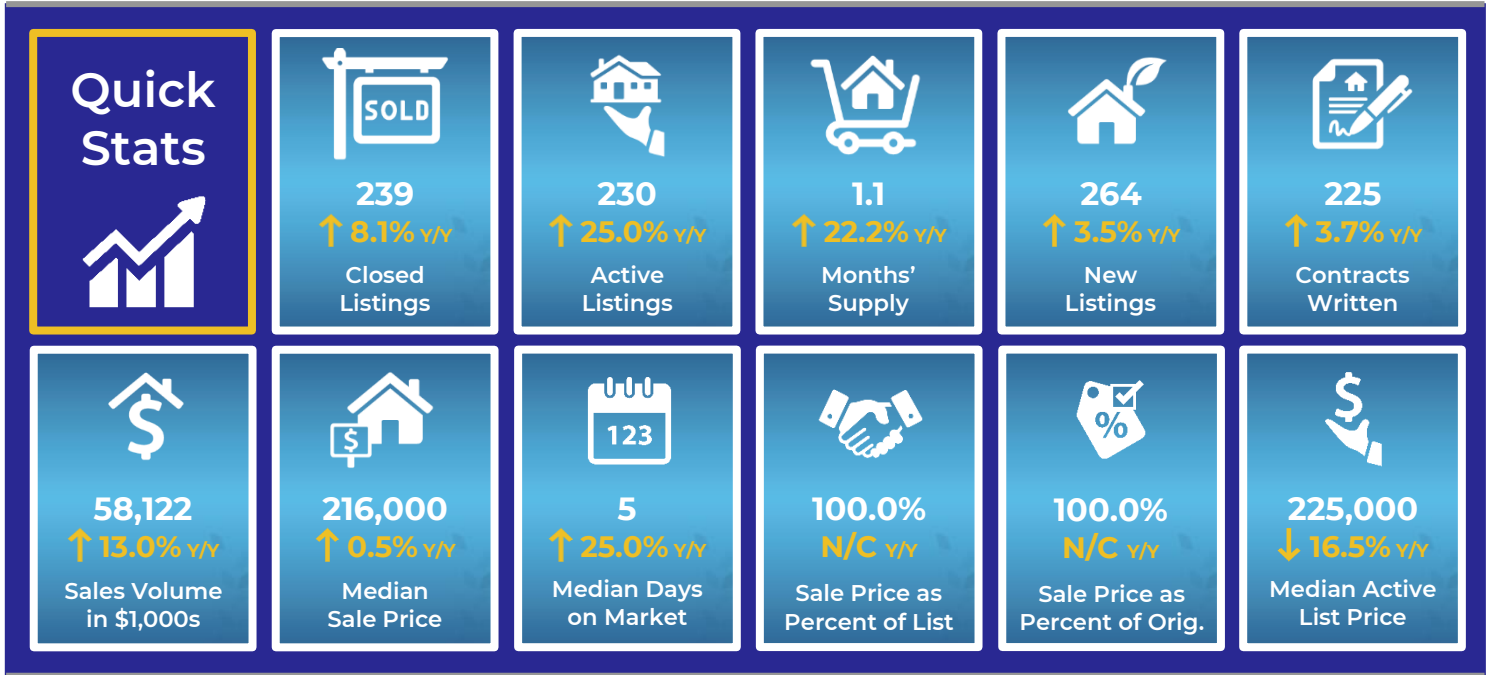 Quick
Stats
SOLD
239
↑ 8.1% Y/Y
Closed
Listings
230
↑ 25.0% Y/Y
Active
Listings
1.1
↑ 22.2% Y/Y
Months’
Supply
264
↑ 3.5% Y/Y
New
Listings
225
↑ 3.7% Y/Y
Contracts
Written
$
58,122
↑ 13.0% Y/Y
Sales Volume
in $1,000s
$
216,000
↑ 0.5% Y/Y
Median
Sale Price
123
5
↑ 25.0% Y/Y
Median Days
on Market
100.0%
N/C Y/Y
Sale Price as
Percent of List
%
100.0%
N/C Y/Y
Sale Price as
Percent of Orig.
$
225,000
↓ 16.5% Y/Y
Median Active
List Price